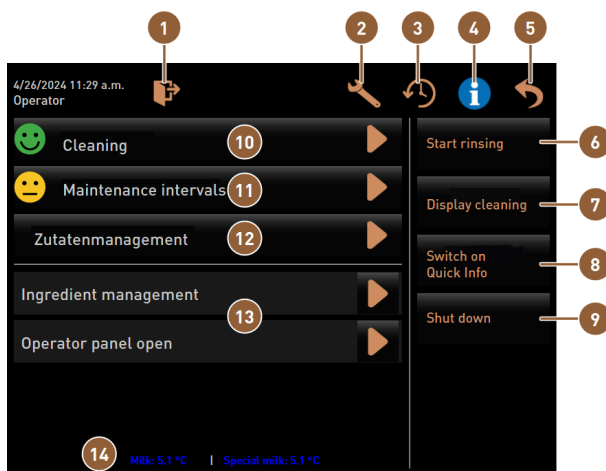 1
2
3
4
5
4/26/2024 11:29 a.m.
Operator
Cleaning
10
Maintenance intervals
11
Zutatenmanagement
12
Ingredient management
13
Operator panel open
Start rinsing
6
Display cleaning
7
Switch on
Quick Info
8
Shut down
9
14
Milk: 5.1 °C | Special milk: 5.1 °C